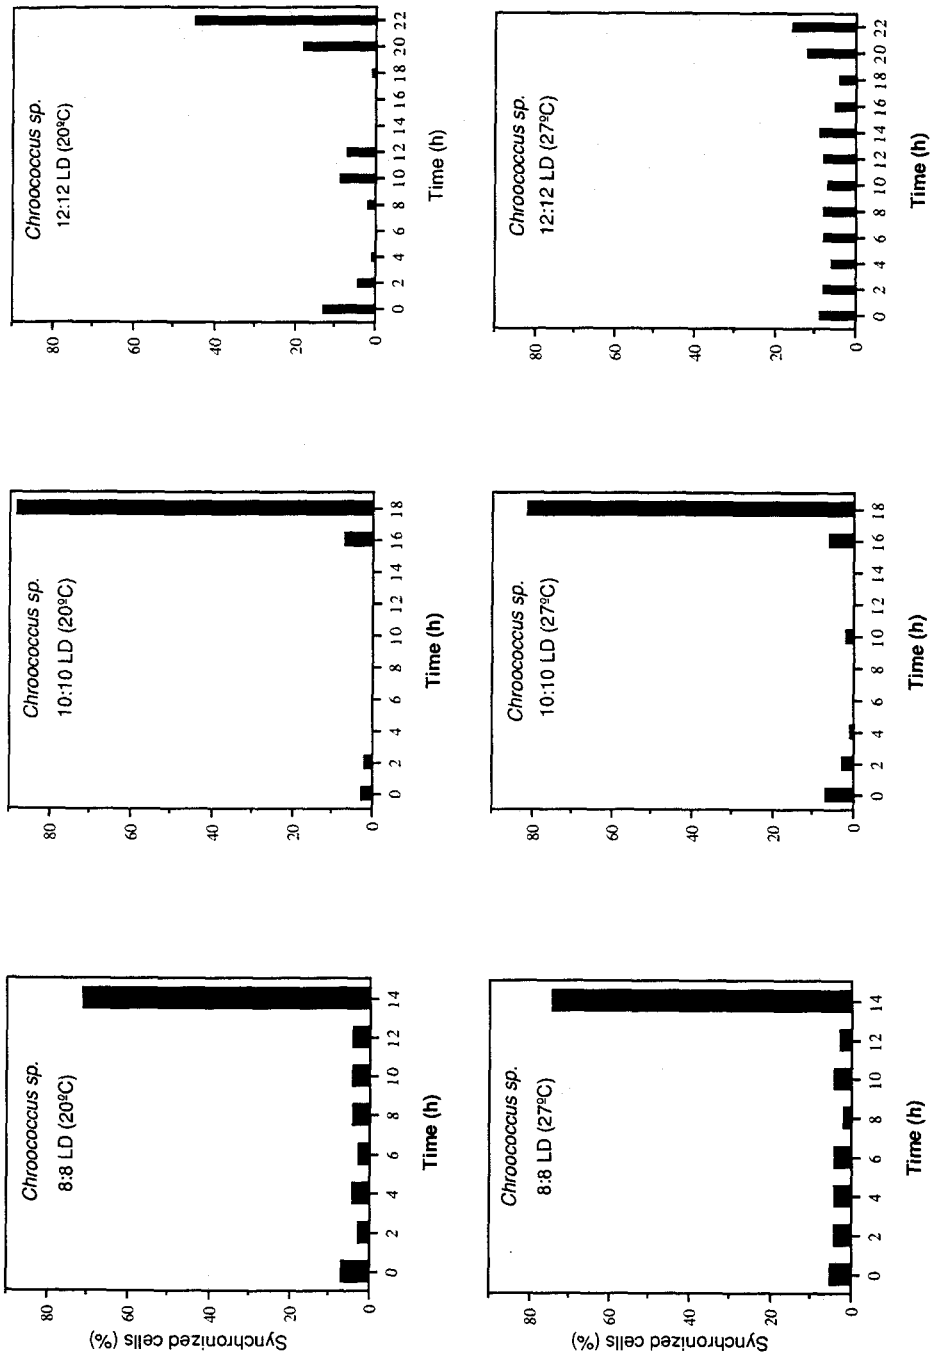 Synchronized cells (%)
80
60
40
20
0
Chroococcus sp.
8:8 LD (20ºC)
0 2 4 6 8 10 12 14
Time (h)
80
60
40
20
0
Chroococcus sp.
10:10 LD (20ºC)
0 2 4 6 8 10 12 14 16 18
Time (h)
80
60
40
20
0
Chroococcus sp.
12:12 LD (20ºC)
0 2 4 6 8 10 12 14 16 18 20 22
Time (h)
Synchronized cells (%)
80
60
40
20
0
Chroococcus sp.
8:8 LD (27ºC)
0 2 4 6 8 10 12 14
Time (h)
80
60
40
20
0
Chroococcus sp.
10:10 LD (27ºC)
0 2 4 6 8 10 12 14 16 18
Time (h)
80
60
40
20
0
Chroococcus sp.
12:12 LD (27ºC)
0 2 4 6 8 10 12 14 16 18 20 22
Time (h)